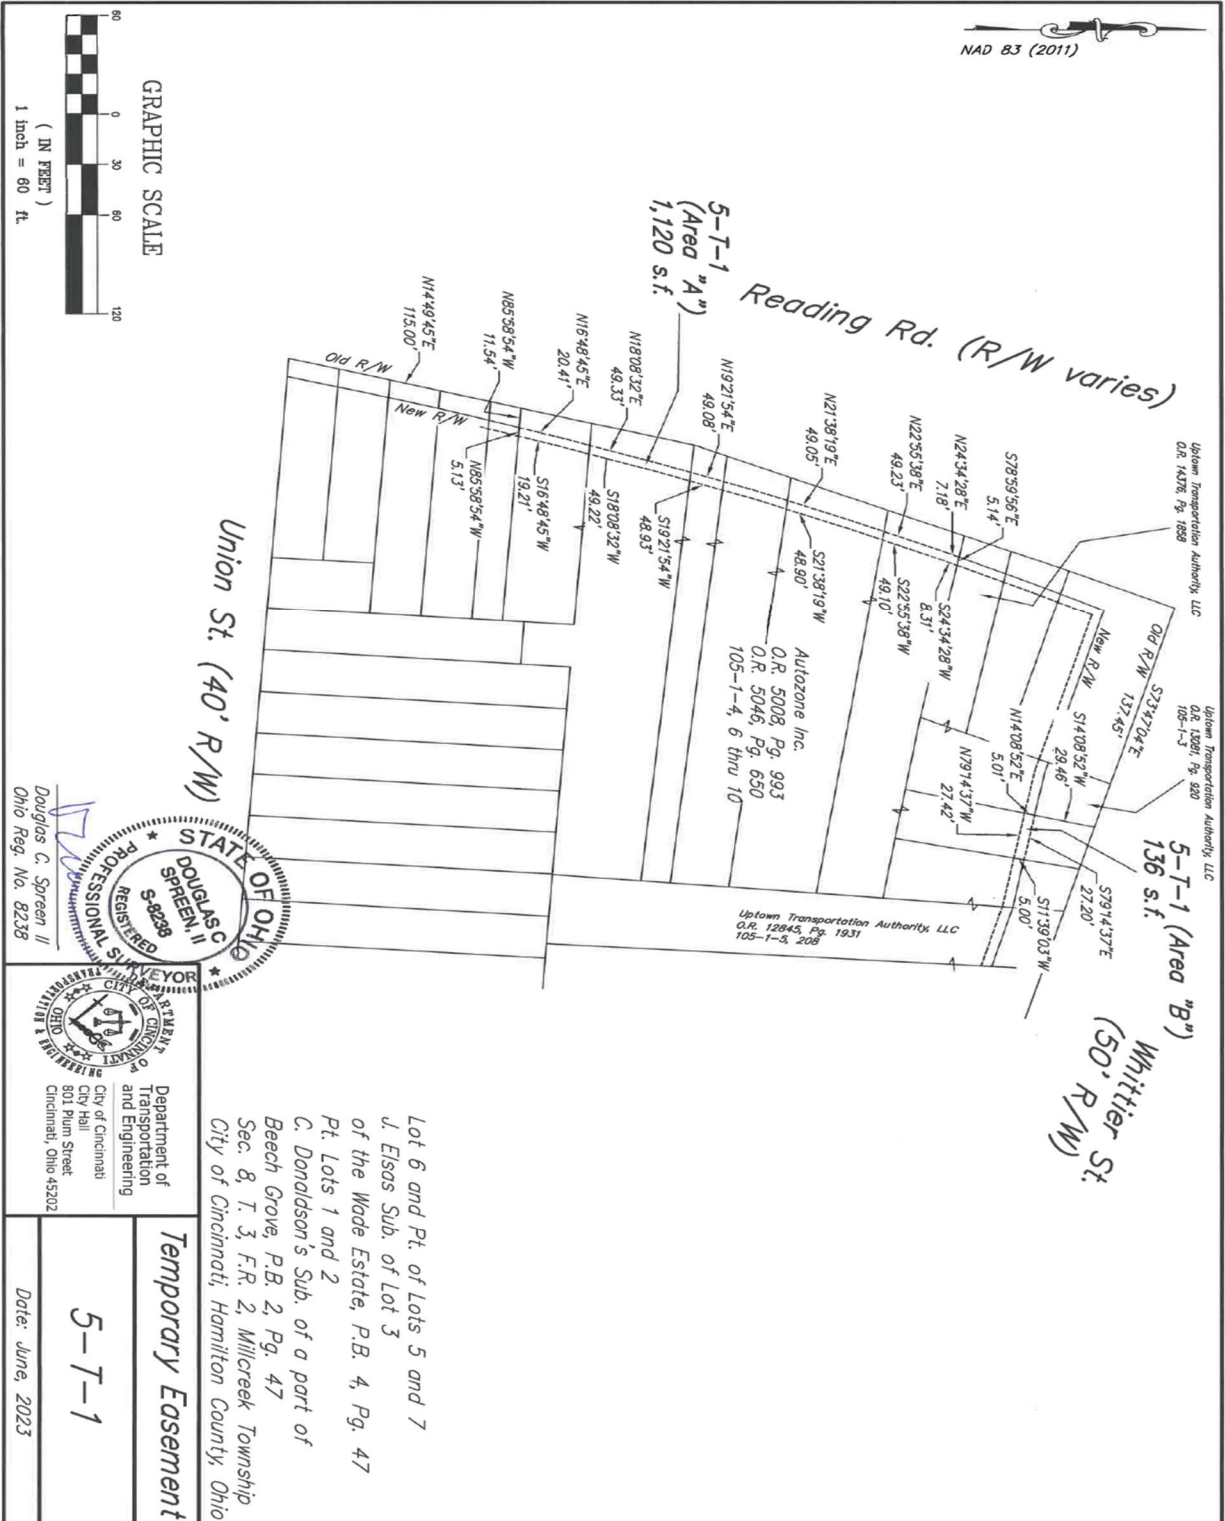 NAD 83 (2011)
GRAPHIC SCALE
60
0
30
60
120
( IN FEET )
1 inch = 60 ft.
5-T-1
(Area "A")
1,120 s.f.
Reading Rd. (R/W varies)
Old R/W
New R/W
N14°49'45"E
115.00'
N85°58'54"W
11.54'
N16°48'45"E
20.41'
N18°08'32"E
49.33'
N19°21'54"E
49.08'
N21°38'19"E
49.05'
N22°55'38"E
49.23'
N24°34'28"E
7.18'
S78°59'56"E
5.14'
N85°58'54"W
5.13'
S16°48'45"W
19.21'
S18°08'32"W
49.22'
S19°21'54"W
48.93'
S21°38'19"W
48.90'
S22°55'38"W
49.10'
S24°34'28"W
8.31'
Uptown Transportation Authority, LLC
O.R. 14376, Pg. 1858
Old R/W
S73°47'04"E
137.45'
New R/W
Uptown Transportation Authority, LLC
O.R. 13081, Pg. 920
105-1-3
S14°08'52"W
29.46'
N14°08'52"E
5.01'
N79°14'37"W
27.42'
S79°14'37"E
27.20'
S11°39'03"W
5.00'
5-T-1 (Area "B")
136 s.f.
Whittier St.
(50' R/W)
Autozone Inc.
O.R. 5008, Pg. 993
O.R. 5046, Pg. 650
105-1-4, 6 thru 10
Uptown Transportation Authority, LLC
O.R. 12845, Pg. 1931
105-1-5, 208
Union St. (40' R/W)
STATE OF OHIO
DOUGLAS C
SPREEN, II
S-8238
REGISTERED
PROFESSIONAL SURVEYOR
Douglas C. Spreen II
Ohio Reg. No. 8238
Lot 6 and Pt. of Lots 5 and 7
J. Elsas Sub. of Lot 3
of the Wade Estate, P.B. 4, Pg. 47
Pt. Lots 1 and 2
C. Donaldson's Sub. of a part of
Beech Grove, P.B. 2, Pg. 47
Sec. 8, T. 3, F.R. 2, Millcreek Township
City of Cincinnati, Hamilton County, Ohio
DEPARTMENT OF
TRANSPORTATION & ENGINEERING
CITY OF CINCINNATI
OHIO
Department of
Transportation
and Engineering
City of Cincinnati
City Hall
801 Plum Street
Cincinnati, Ohio 45202
Temporary Easement
5-T-1
Date: June, 2023